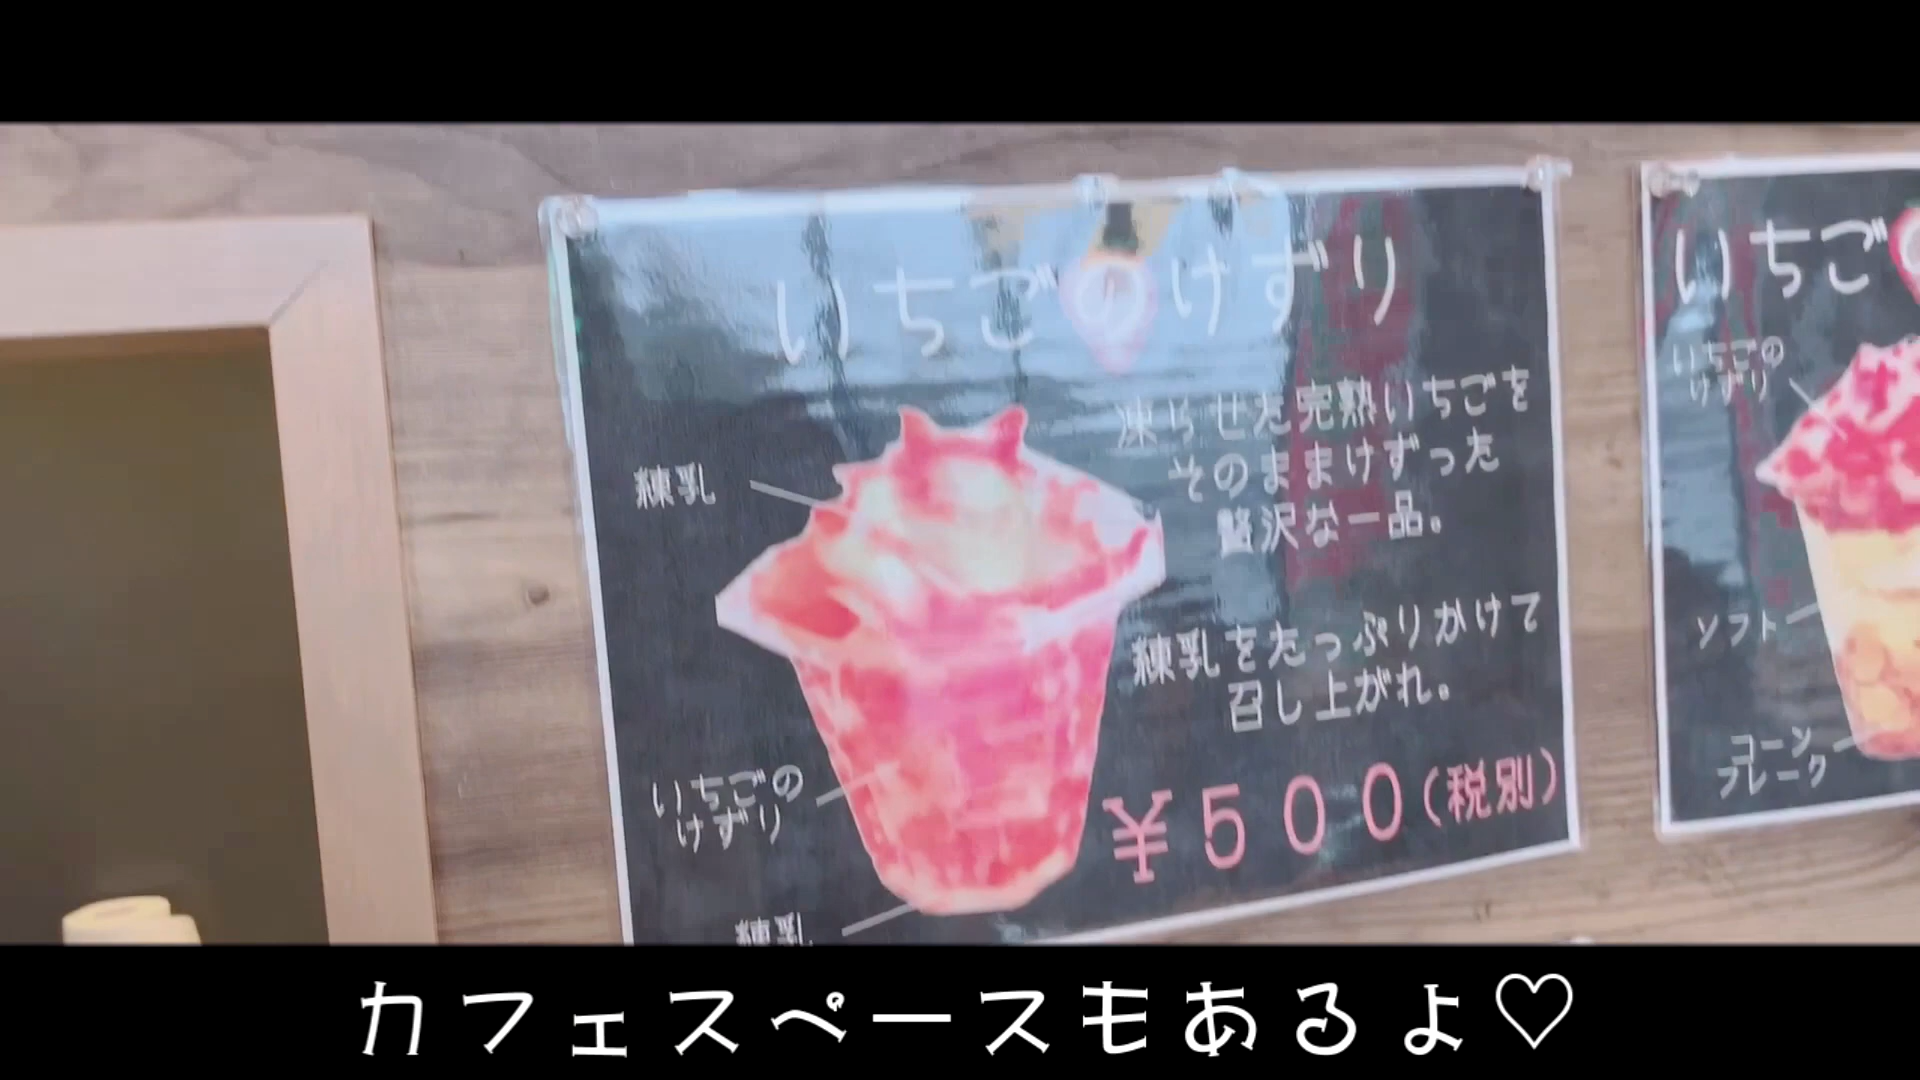 いちごのけずり
凍らせた完熟いちごを
そのままけずった
贅沢な一品。
練乳
練乳をたっぷりかけて
召し上がれ。
いちごの
けずり
¥500(税別)
練乳
いちご
いちごの
けずり
ソフト
コーン
フレーク
カフェスペースもあるよ♡